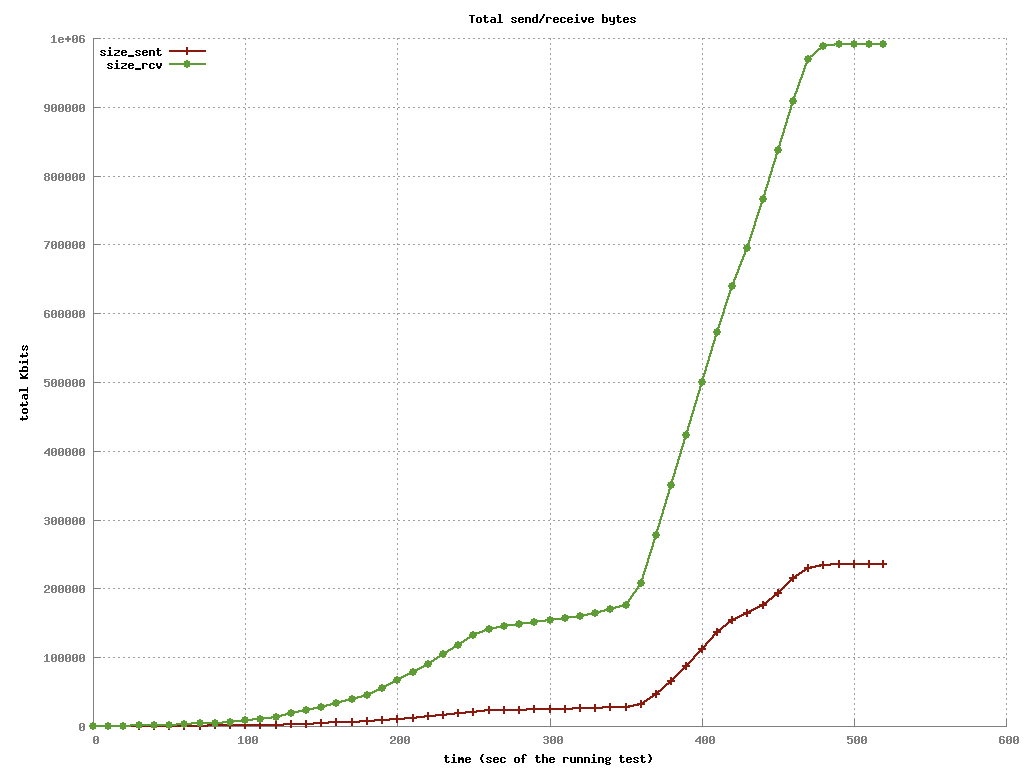 Total send/receive bytes
1e+06
size_sent
size_rcv
900000
800000
700000
600000
500000
400000
300000
200000
100000
0
total Kbits
0 100 200 300 400 500 600
time (sec of the running test)